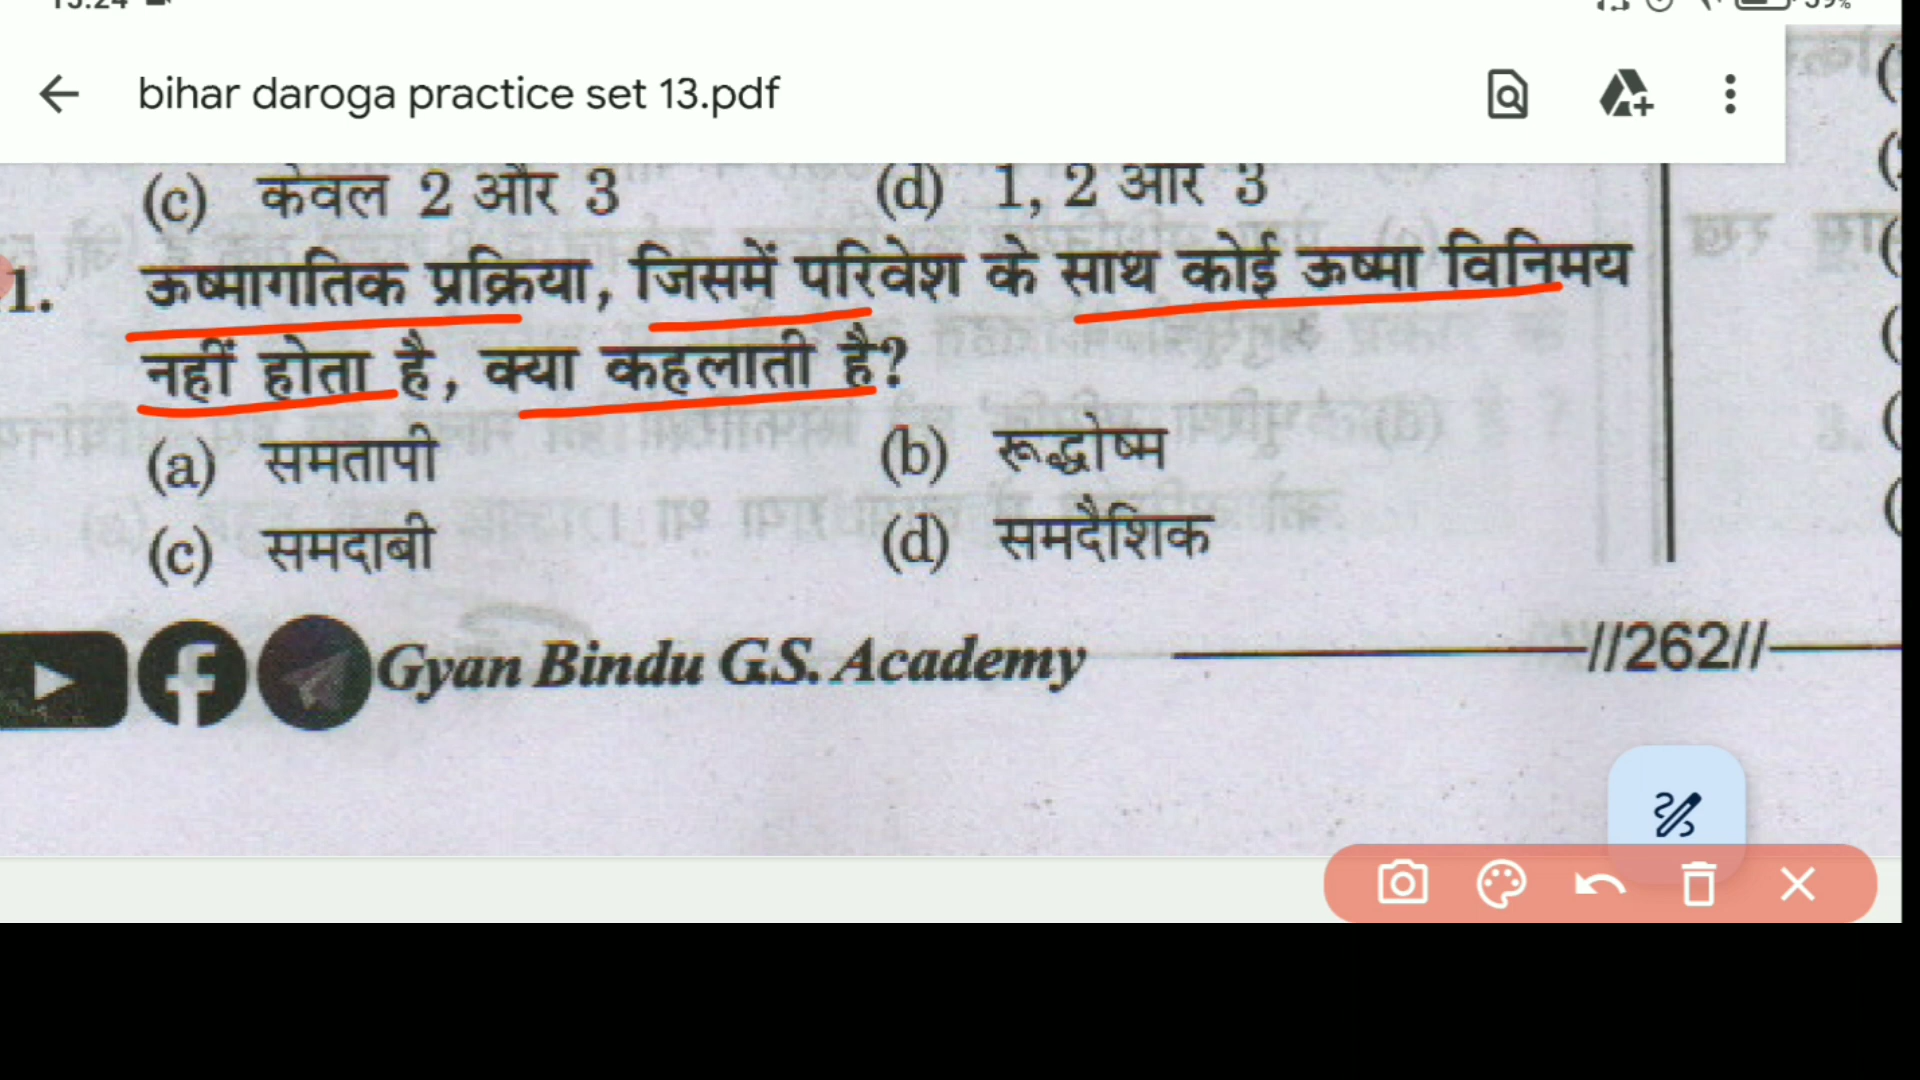 bihar daroga practice set 13.pdf
(c) केवल 2 और 3 (d) 1, 2 और 3
1. ऊष्मागतिक प्रक्रिया, जिसमें परिवेश के साथ कोई ऊष्मा विनिमय
नहीं होता है, क्या कहलाती है?
(a) समतापी (b) रूद्धोष्म
(c) समदाबी (d) समदैशिक
Gyan Bindu G.S. Academy //262//